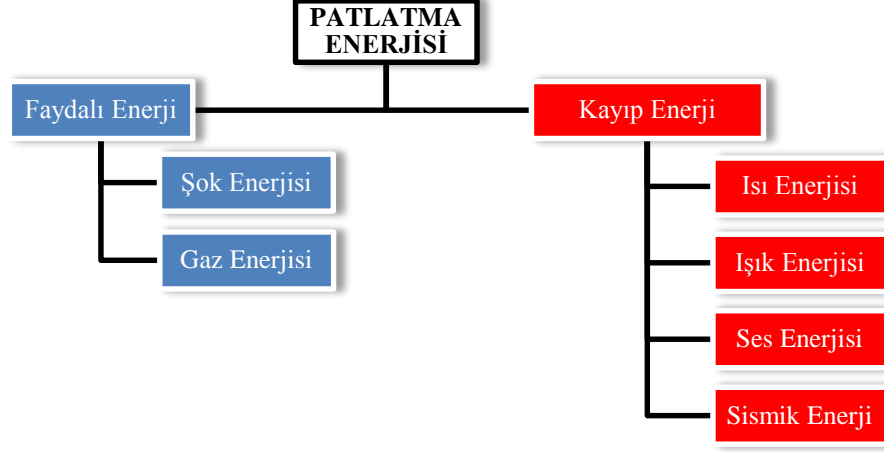 PATLATMA
ENERJİSİ
Faydalı Enerji
Kayıp Enerji
Şok Enerjisi
Gaz Enerjisi
Isı Enerjisi
Işık Enerjisi
Ses Enerjisi
Sismik Enerji